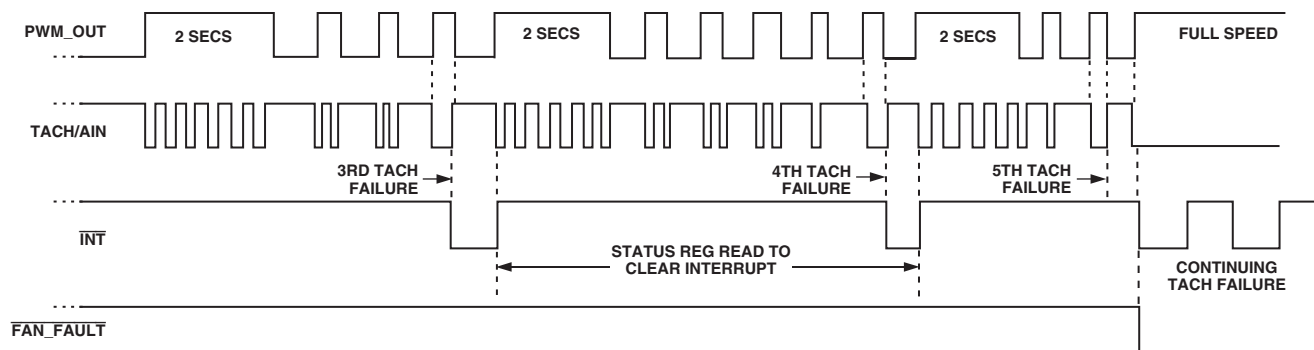 PWM_OUT
2 SECS
2 SECS
2 SECS
FULL SPEED
TACH/AIN
3RD TACH
FAILURE
4TH TACH
FAILURE
5TH TACH
FAILURE
INT
STATUS REG READ TO
CLEAR INTERRUPT
CONTINUING
TACH FAILURE
FAN_FAULT